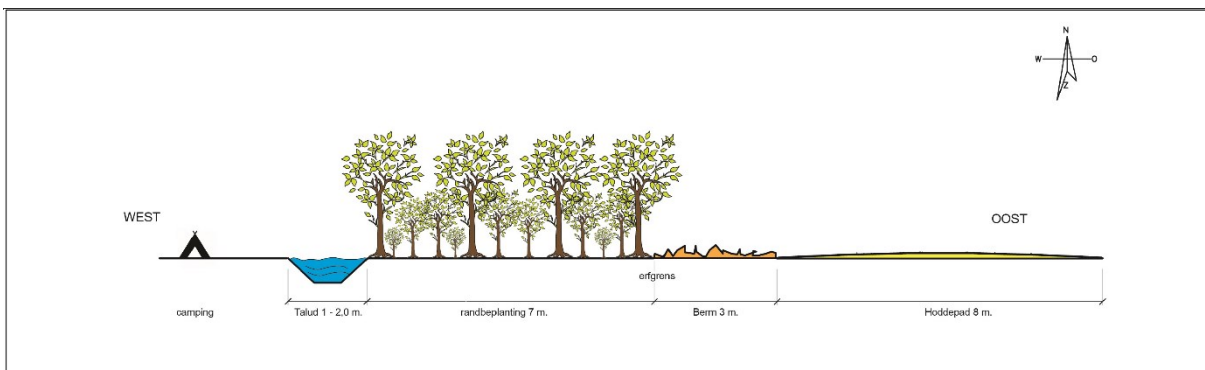 N
W
O
Z
WEST
OOST
erfgrens
camping
Talud 1 - 2,0 m.
randbeplanting 7 m.
Berm 3 m.
Hoddepad 8 m.